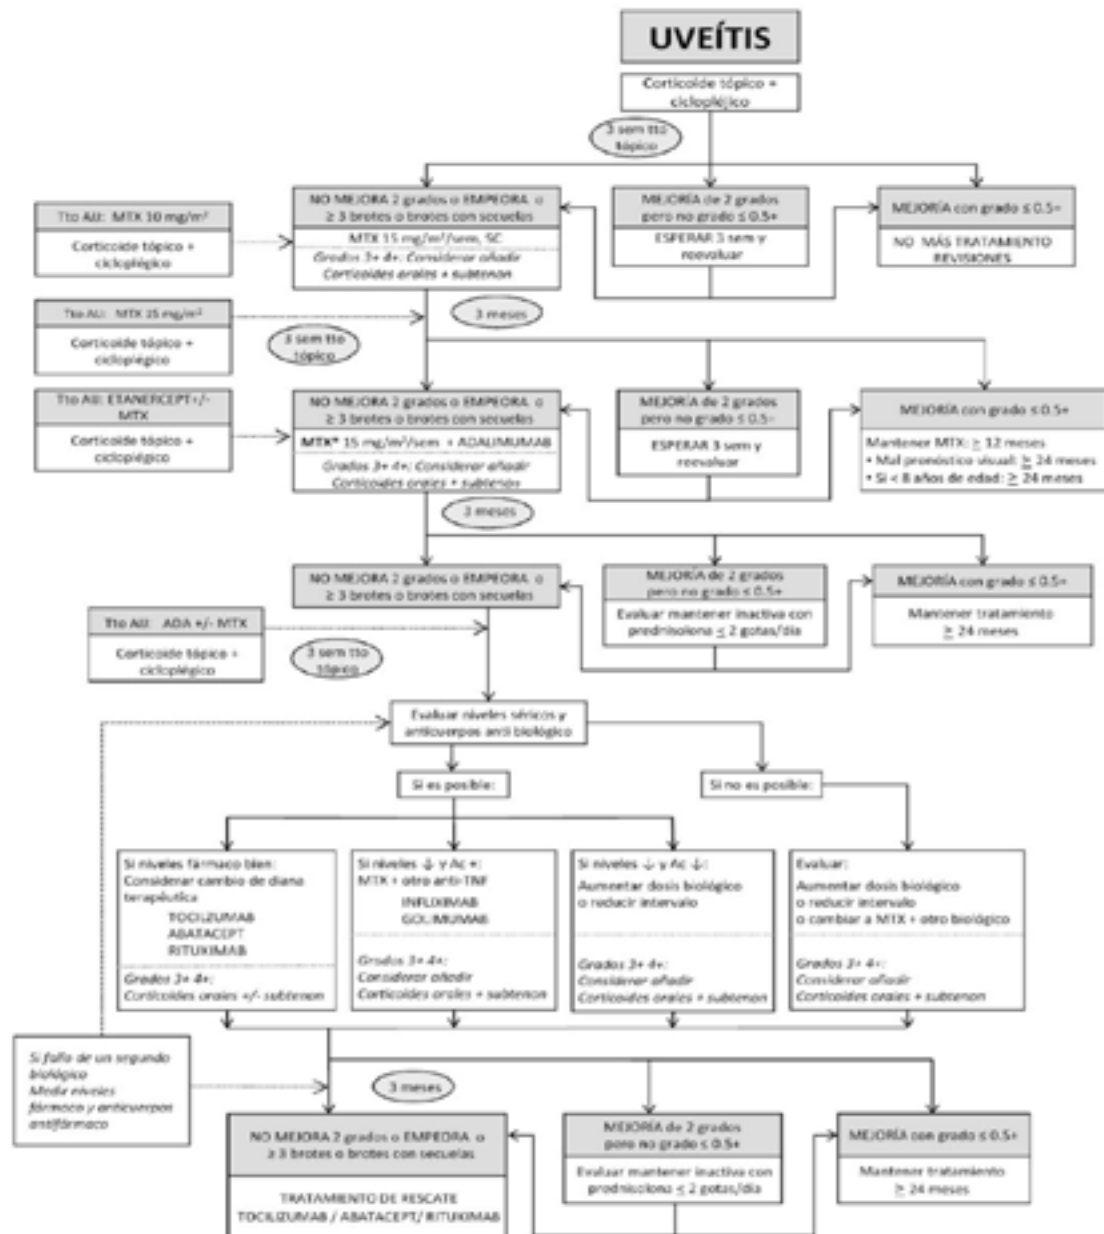 UVEÍTIS
Corticoide tópico +
ciclopléjico
3 sem tto
tópico
NO MEJORA 2 grados o EMPEORA o
≥ 3 brotes o brotes con secuelas
MTX 15 mg/m²/sem, SC
Grados 3+ 4+: Considerar añadir
Corticoides orales + subtenon
MEJORÍA de 2 grados
pero no grado ≤ 0.5+
ESPERAR 3 sem y
reevaluar
MEJORÍA con grado ≤ 0.5+
NO MÁS TRATAMIENTO
REVISIONES
Tto AIJ: MTX 10 mg/m²
Corticoide tópico +
cicloplégico
Tto AIJ: MTX 15 mg/m²
Corticoide tópico +
cicloplégico
3 meses
3 sem tto
tópico
Tto AIJ: ETANERCEPT+/-
MTX
Corticoide tópico +
cicloplégico
NO MEJORA 2 grados o EMPEORA o
≥ 3 brotes o brotes con secuelas
MTX* 15 mg/m²/sem + ADALIMUMAB
Grados 3+ 4+: Considerar añadir
Corticoides orales + subtenon
MEJORÍA de 2 grados
pero no grado ≤ 0.5+
ESPERAR 3 sem y
reevaluar
MEJORÍA con grado ≤ 0.5+
Mantener MTX: ≥ 12 meses
• Mal pronóstico visual: ≥ 24 meses
• Si < 8 años de edad: ≥ 24 meses
3 meses
NO MEJORA 2 grados o EMPEORA o
≥ 3 brotes o brotes con secuelas
MEJORÍA de 2 grados
pero no grado ≤ 0.5+
Evaluar mantener inactiva con
prednisolona ≤ 2 gotas/día
MEJORÍA con grado ≤ 0.5+
Mantener tratamiento
≥ 24 meses
Tto AIJ: ADA +/- MTX
Corticoide tópico +
cicloplégico
3 sem tto
tópico
Evaluar niveles séricos y
anticuerpos anti biológico
Si es posible:
Si no es posible:
Si niveles fármaco bien:
Considerar cambio de diana
terapéutica
TOCILZUMAB
ABATACEPT
RITUXIMAB
Grados 3+ 4+:
Corticoides orales +/- subtenon
Si niveles ↓ y Ac +:
MTX + otro anti-TNF
INFLIXIMAB
GOLIMUMAB
Grados 3+ 4+:
Considerar añadir
Corticoides orales + subtenon
Si niveles ↓ y Ac ↓:
Aumentar dosis biológico
o reducir intervalo
Grados 3+ 4+:
Considerar añadir
Corticoides orales + subtenon
Evaluar:
Aumentar dosis biológico
o reducir intervalo
o cambiar a MTX + otro biológico
Grados 3+ 4+:
Considerar añadir
Corticoides orales + subtenon
Si fallo de un segundo
biológico
Medir niveles
fármaco y anticuerpos
antifármaco
3 meses
NO MEJORA 2 grados o EMPEORA o
≥ 3 brotes o brotes con secuelas
TRATAMIENTO DE RESCATE
TOCILIZUMAB / ABATACEPT/ RITUXIMAB
MEJORÍA de 2 grados
pero no grado ≤ 0.5+
Evaluar mantener inactiva con
prednisolona ≤ 2 gotas/día
MEJORÍA con grado ≤ 0.5+
Mantener tratamiento
≥ 24 meses